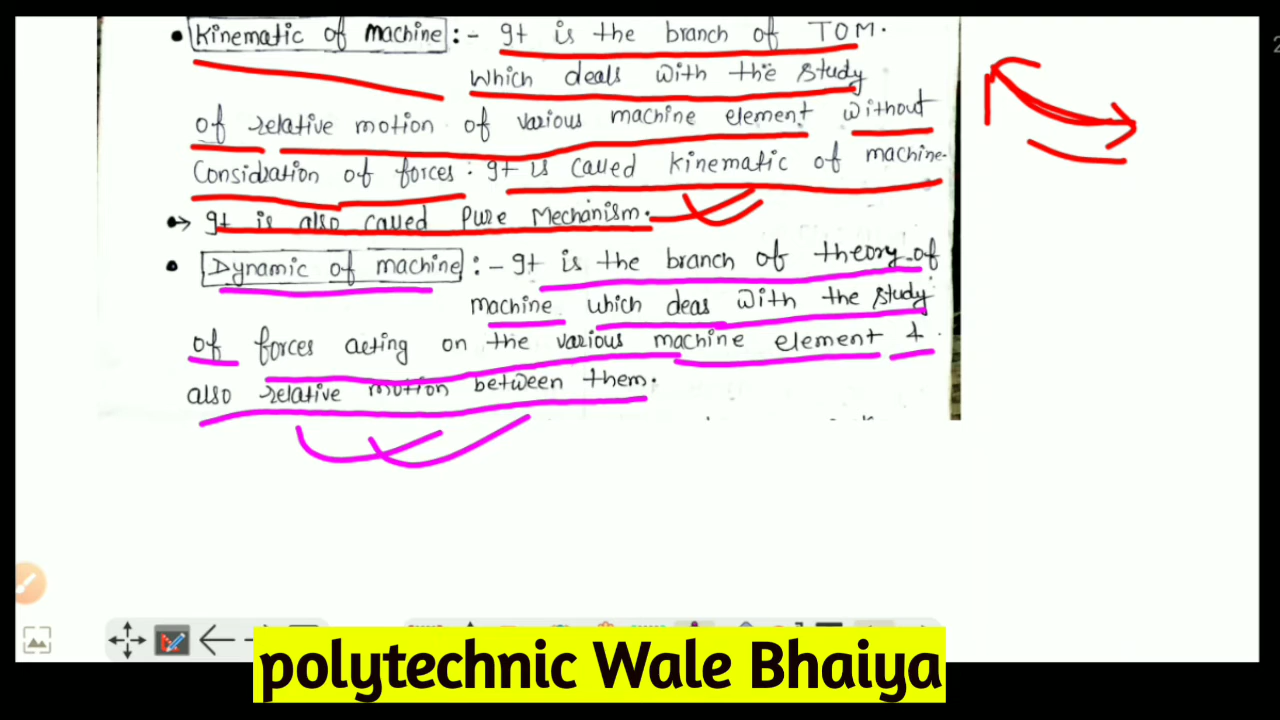 • Kinematic of machine :- It is the branch of TOM.
which deals with the study
of relative motion of various machine element without
Considration of forces : It is called kinematic of machine.
→ It is also called Pure Mechanism.
• Dynamic of machine :- It is the branch of theory of
machine which deas with the study
of forces acting on the various machine element &
also relative motion between them.
polytechnic Wale Bhaiya